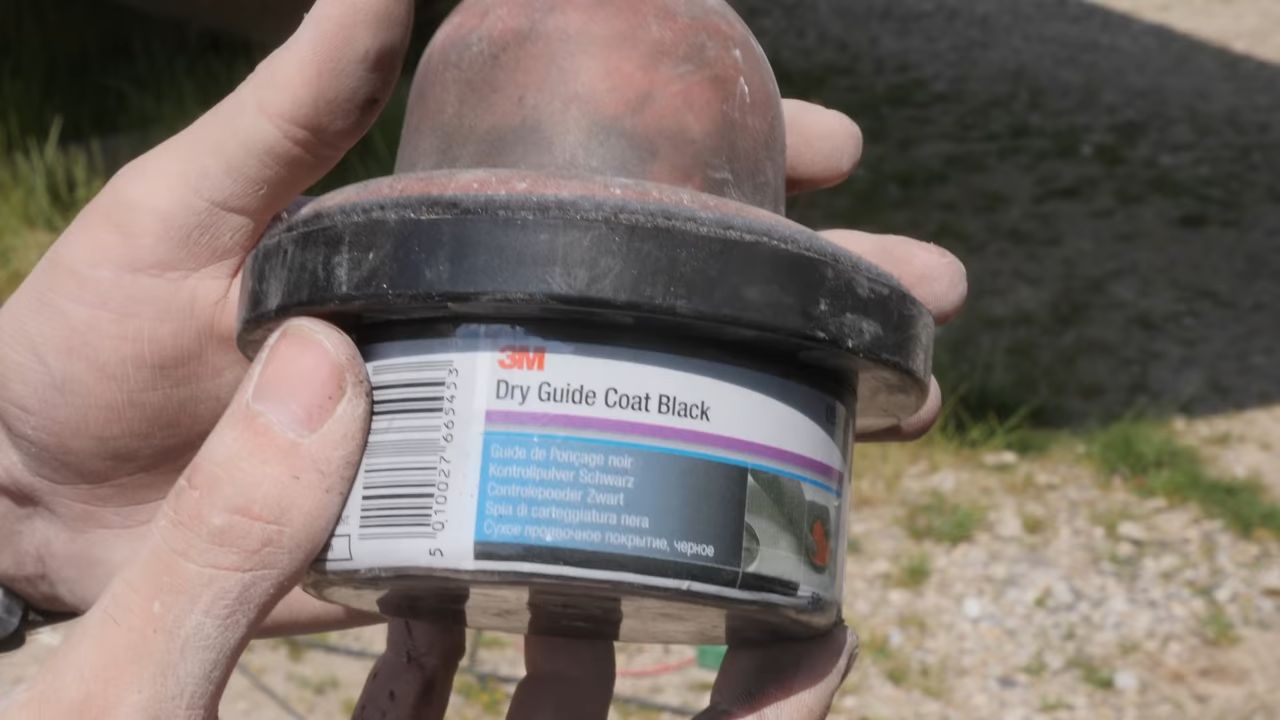 3M
Dry Guide Coat Black
Guide de Ponçage noir
Kontrollpulver Schwarz
Controlepoeder Zwart
Spia di carteggiatura nera
Сухое проявочное покрытие, черное
5 010027 665453